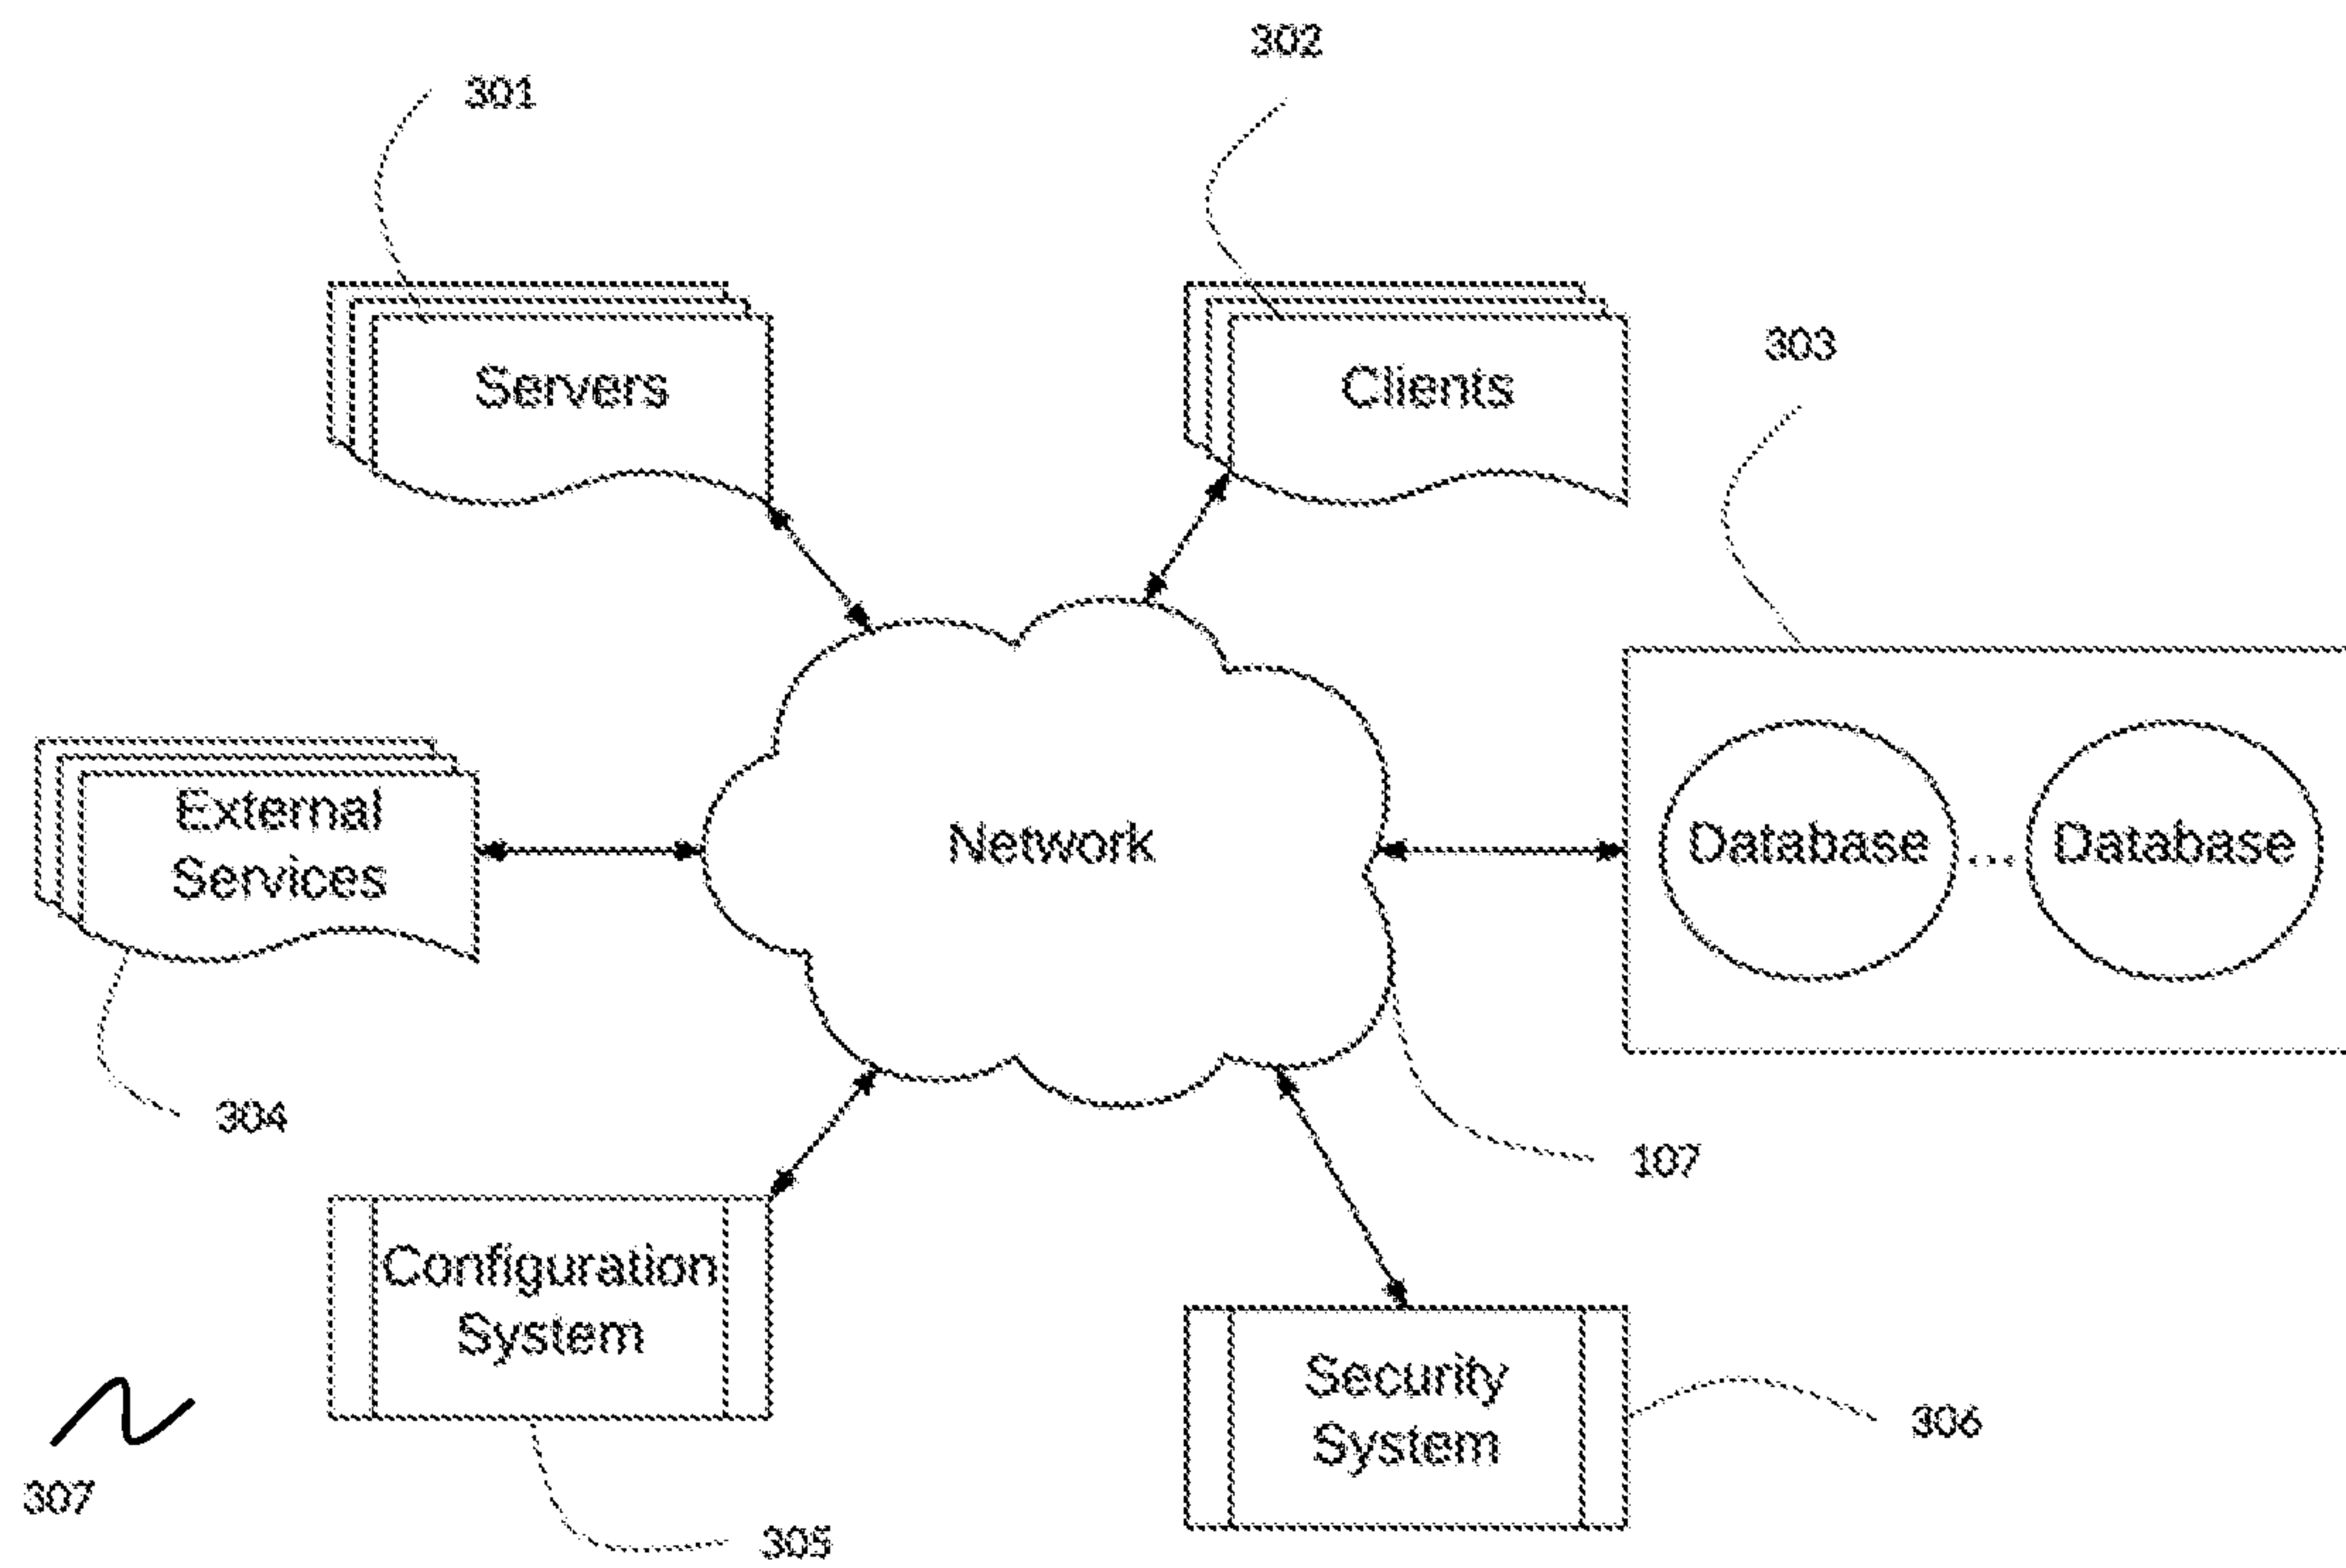 302
301
Servers
Clients
303
External
Services
Network
Database ... Database
304
107
Configuration
System
Security
System
306
307
305